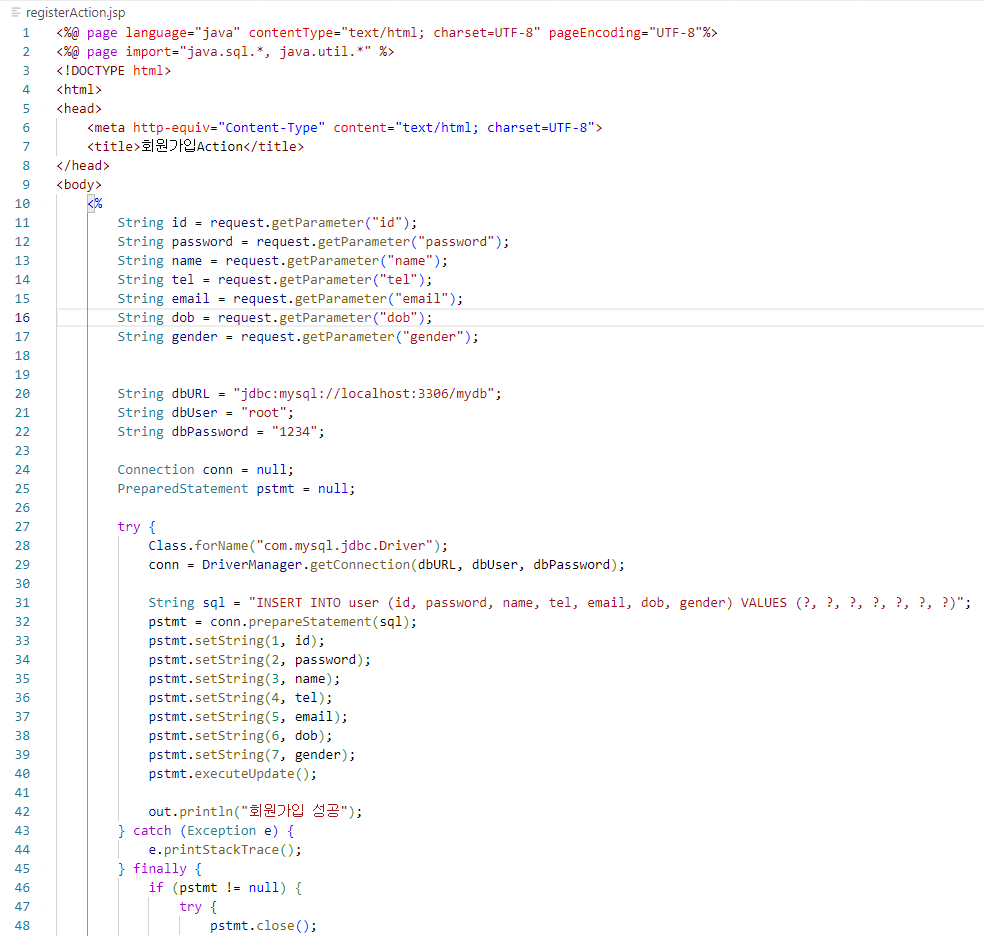 registerAction.jsp
1 <%@ page language="java" contentType="text/html; charset=UTF-8" pageEncoding="UTF-8"%>
2 <%@ page import="java.sql.*, java.util.*" %>
3 <!DOCTYPE html>
4 <html>
5 <head>
6 <meta http-equiv="Content-Type" content="text/html; charset=UTF-8">
7 <title>회원가입Action</title>
8 </head>
9 <body>
10 <%
11 String id = request.getParameter("id");
12 String password = request.getParameter("password");
13 String name = request.getParameter("name");
14 String tel = request.getParameter("tel");
15 String email = request.getParameter("email");
16 String dob = request.getParameter("dob");
17 String gender = request.getParameter("gender");
18
19
20 String dbURL = "jdbc:mysql://localhost:3306/mydb";
21 String dbUser = "root";
22 String dbPassword = "1234";
23
24 Connection conn = null;
25 PreparedStatement pstmt = null;
26
27 try {
28 Class.forName("com.mysql.jdbc.Driver");
29 conn = DriverManager.getConnection(dbURL, dbUser, dbPassword);
30
31 String sql = "INSERT INTO user (id, password, name, tel, email, dob, gender) VALUES (?, ?, ?, ?, ?, ?, ?)";
32 pstmt = conn.prepareStatement(sql);
33 pstmt.setString(1, id);
34 pstmt.setString(2, password);
35 pstmt.setString(3, name);
36 pstmt.setString(4, tel);
37 pstmt.setString(5, email);
38 pstmt.setString(6, dob);
39 pstmt.setString(7, gender);
40 pstmt.executeUpdate();
41
42 out.println("회원가입 성공");
43 } catch (Exception e) {
44 e.printStackTrace();
45 } finally {
46 if (pstmt != null) {
47 try {
48 pstmt.close();